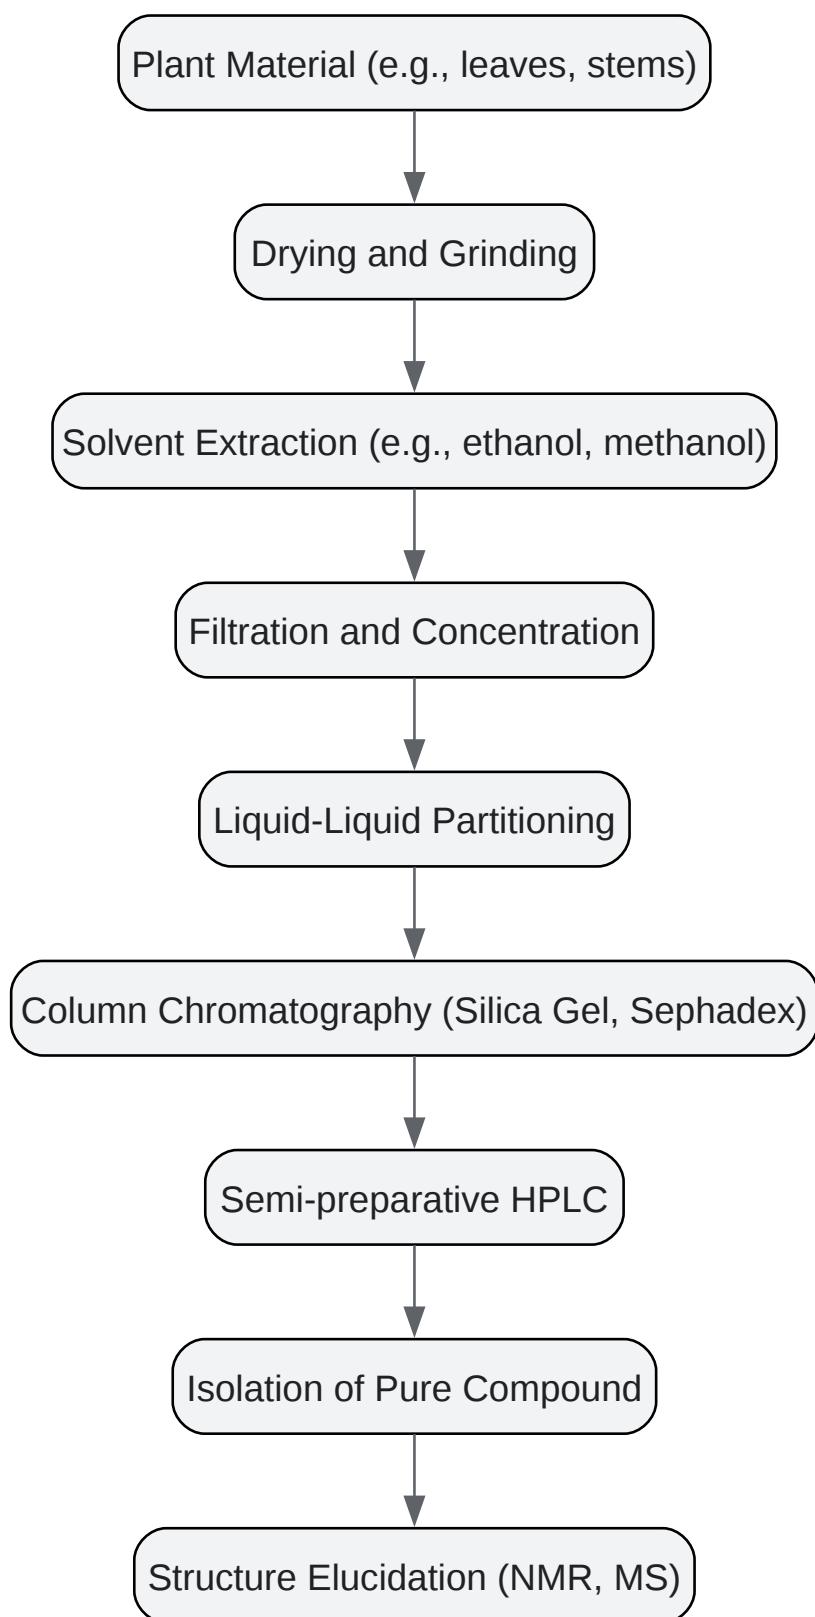 Plant Material (e.g., leaves, stems)
Drying and Grinding
Solvent Extraction (e.g., ethanol, methanol)
Filtration and Concentration
Liquid-Liquid Partitioning
Column Chromatography (Silica Gel, Sephadex)
Semi-preparative HPLC
Isolation of Pure Compound
Structure Elucidation (NMR, MS)